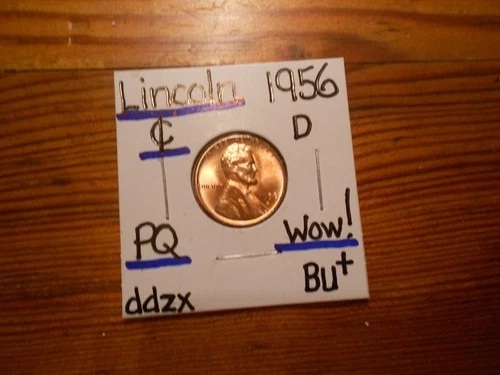 Lincoln 1956
¢ D
PQ Wow!
ddzx Bu+